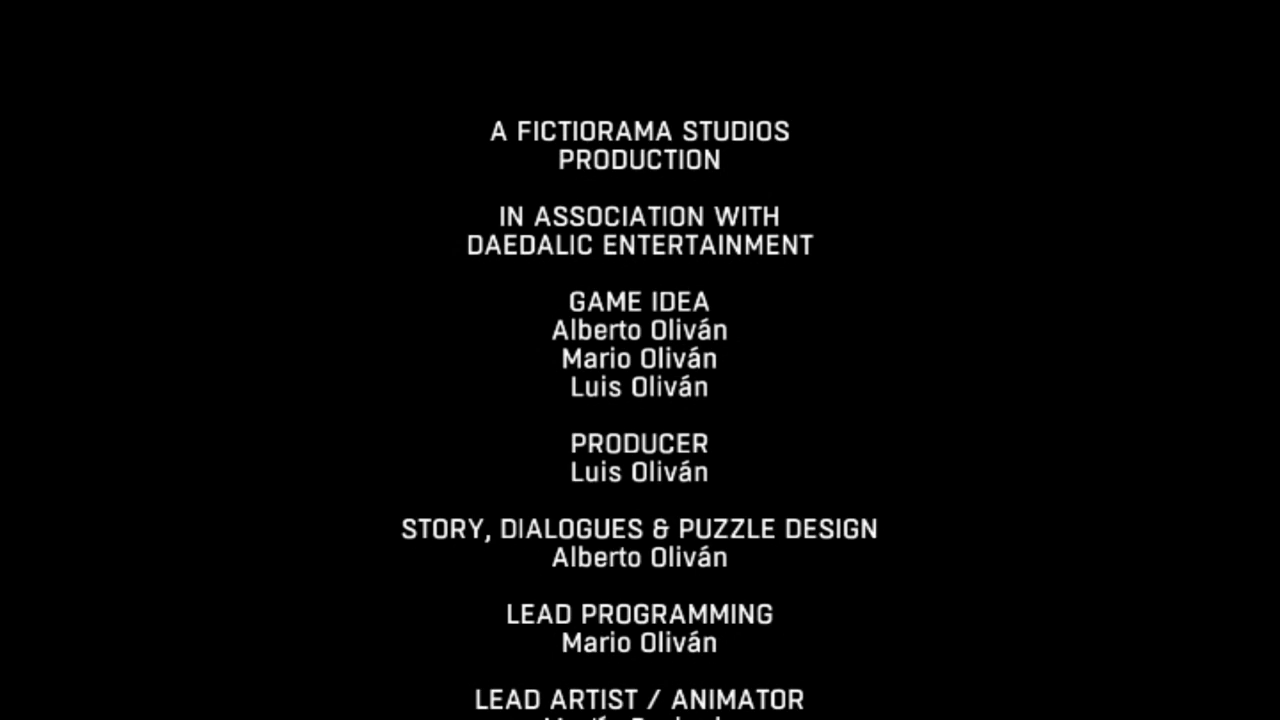 A FICTIORAMA STUDIOS
PRODUCTION
IN ASSOCIATION WITH
DAEDALIC ENTERTAINMENT
GAME IDEA
Alberto Oliván
Mario Oliván
Luis Oliván
PRODUCER
Luis Oliván
STORY, DIALOGUES & PUZZLE DESIGN
Alberto Oliván
LEAD PROGRAMMING
Mario Oliván
LEAD ARTIST / ANIMATOR